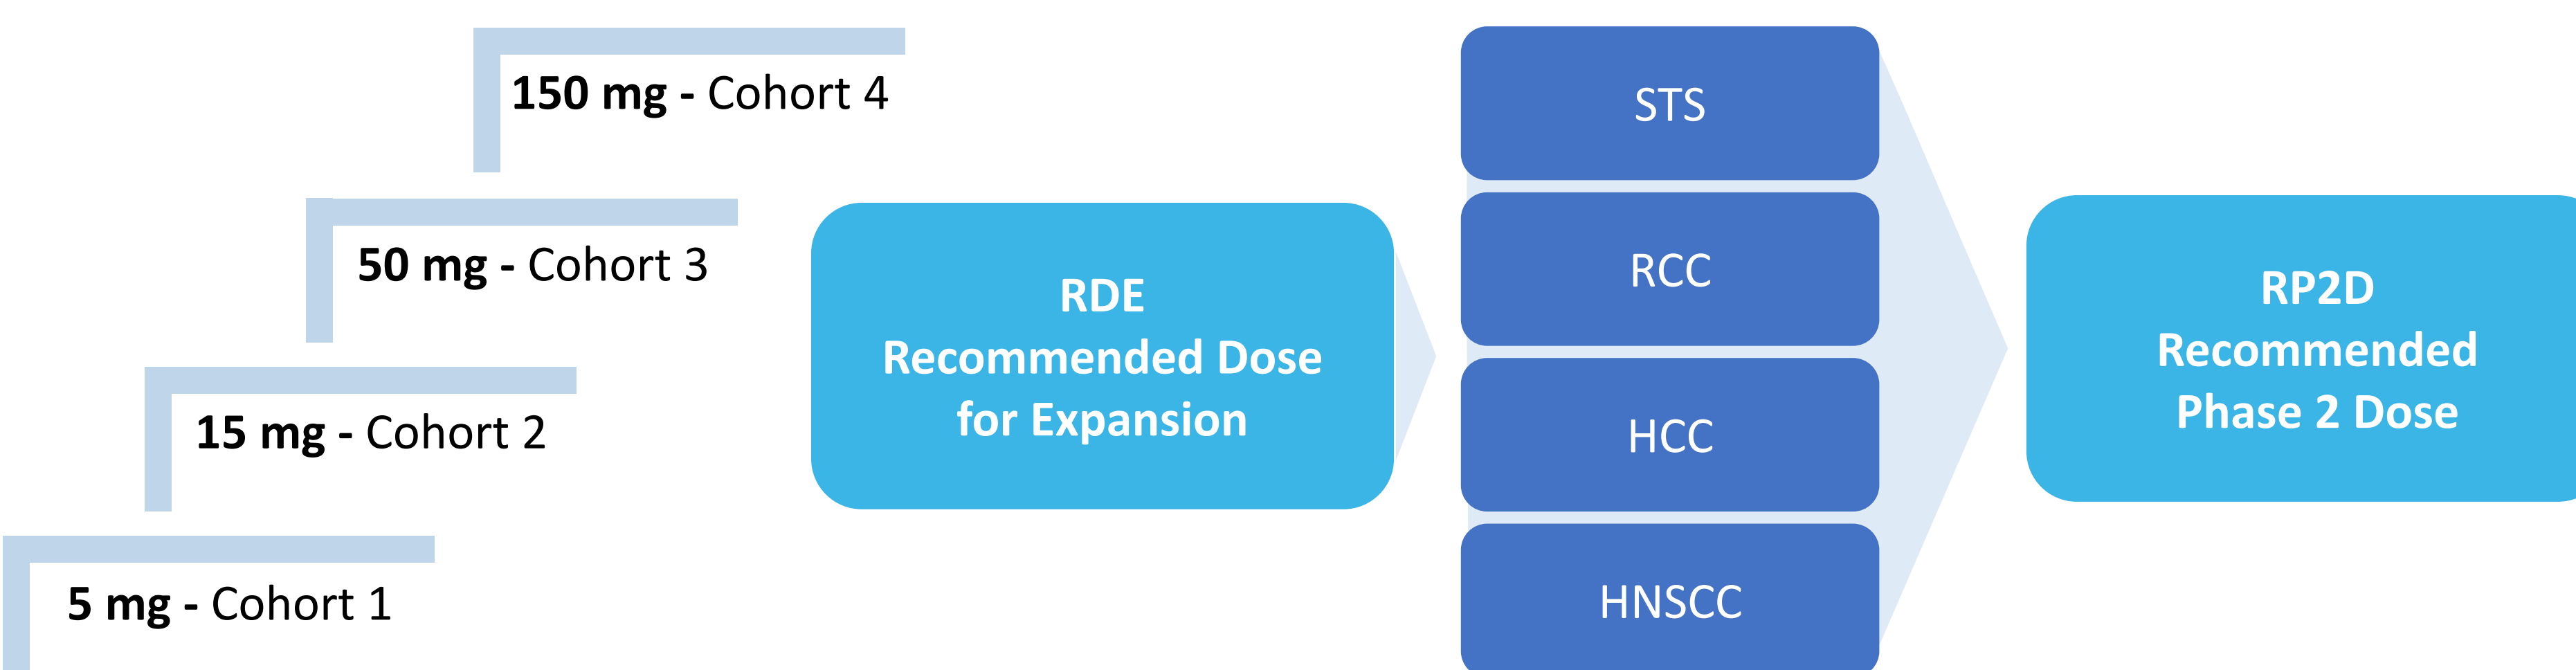 150 mg - Cohort 4
50 mg - Cohort 3
15 mg - Cohort 2
5 mg - Cohort 1
RDE
Recommended Dose
for Expansion
STS
RCC
HCC
HNSCC
RP2D
Recommended
Phase 2 Dose